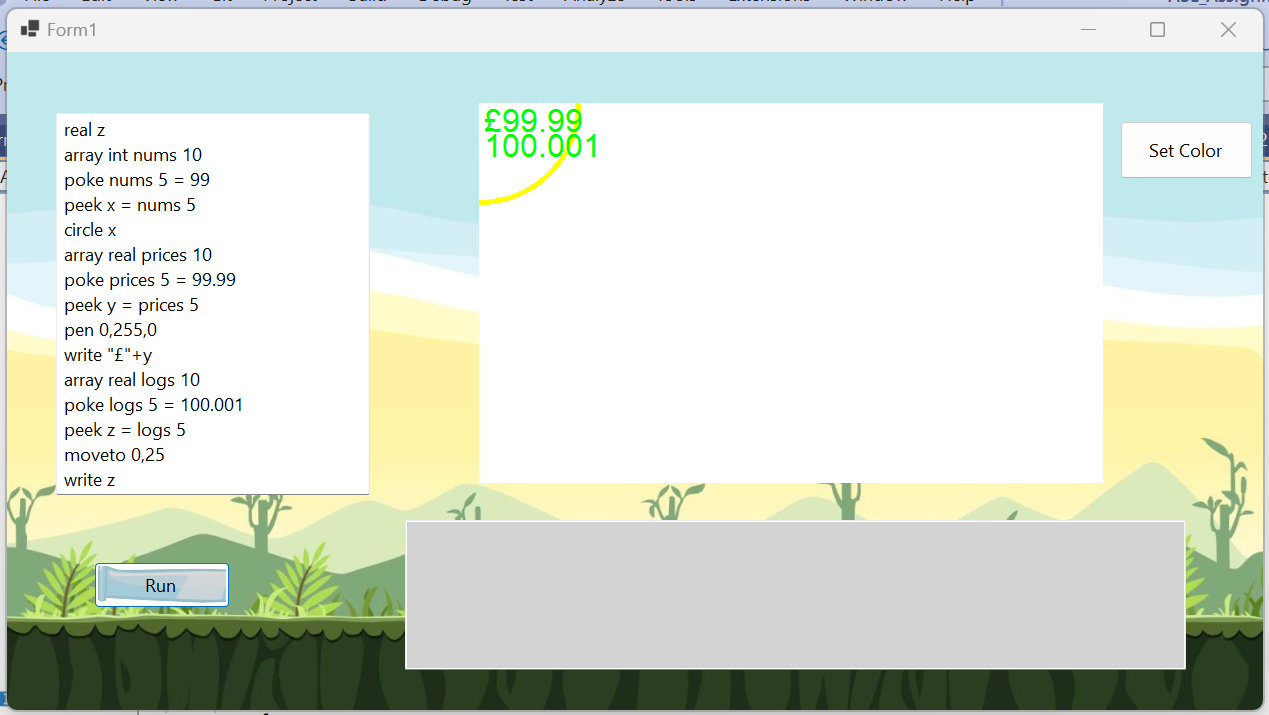 Form1
real z
array int nums 10
poke nums 5 = 99
peek x = nums 5
circle x
array real prices 10
poke prices 5 = 99.99
peek y = prices 5
pen 0,255,0
write "£"+y
array real logs 10
poke logs 5 = 100.001
peek z = logs 5
moveto 0,25
write z
£99.99
100.001
Set Color
Run